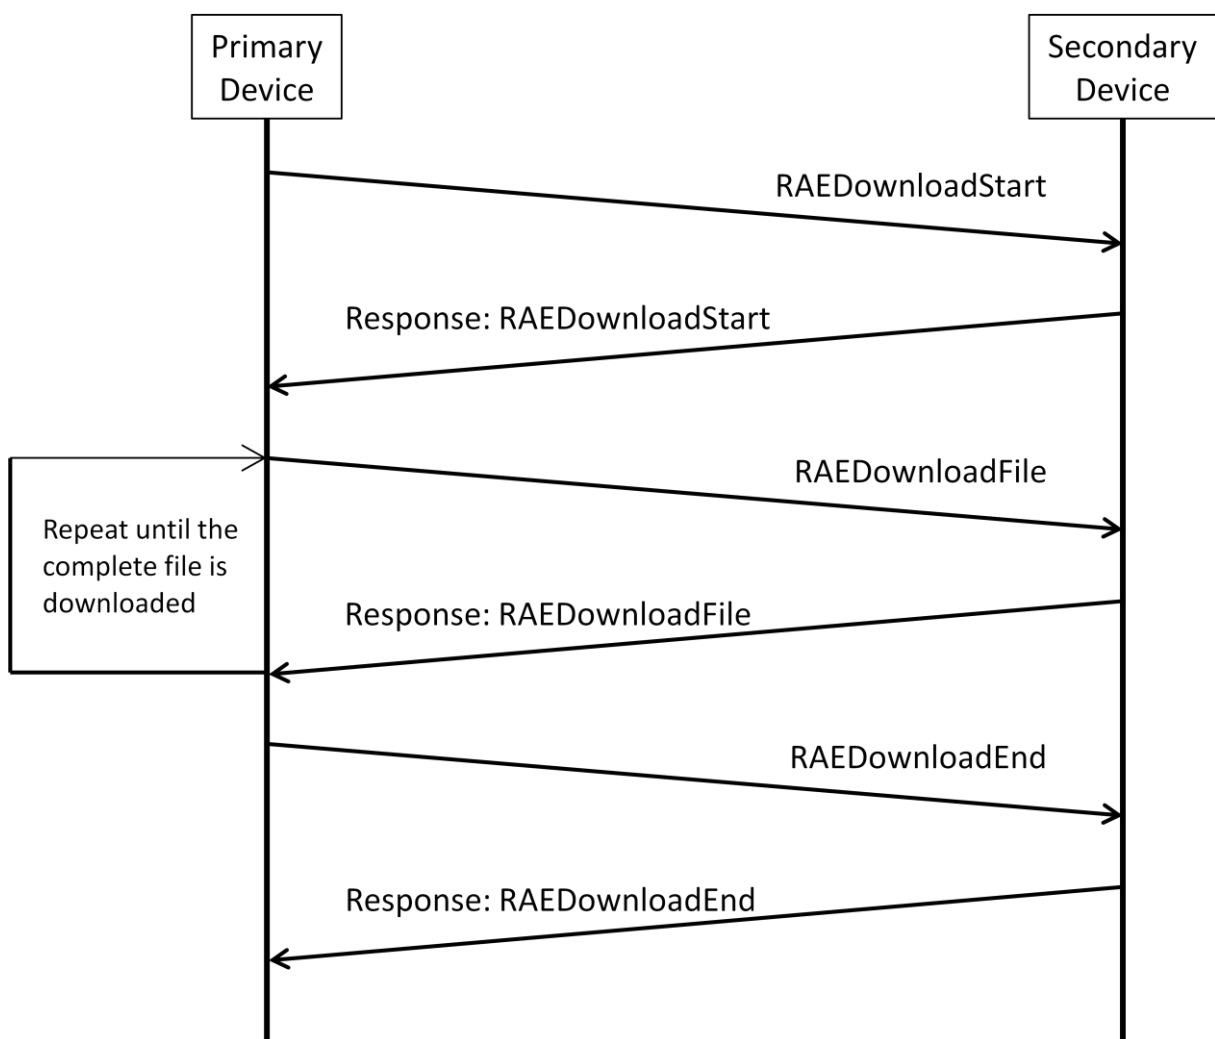 Primary
Device
Secondary
Device
RAEDownloadStart
Response: RAEDownloadStart
RAEDownloadFile
Repeat until the
complete file is
downloaded
Response: RAEDownloadFile
RAEDownloadEnd
Response: RAEDownloadEnd